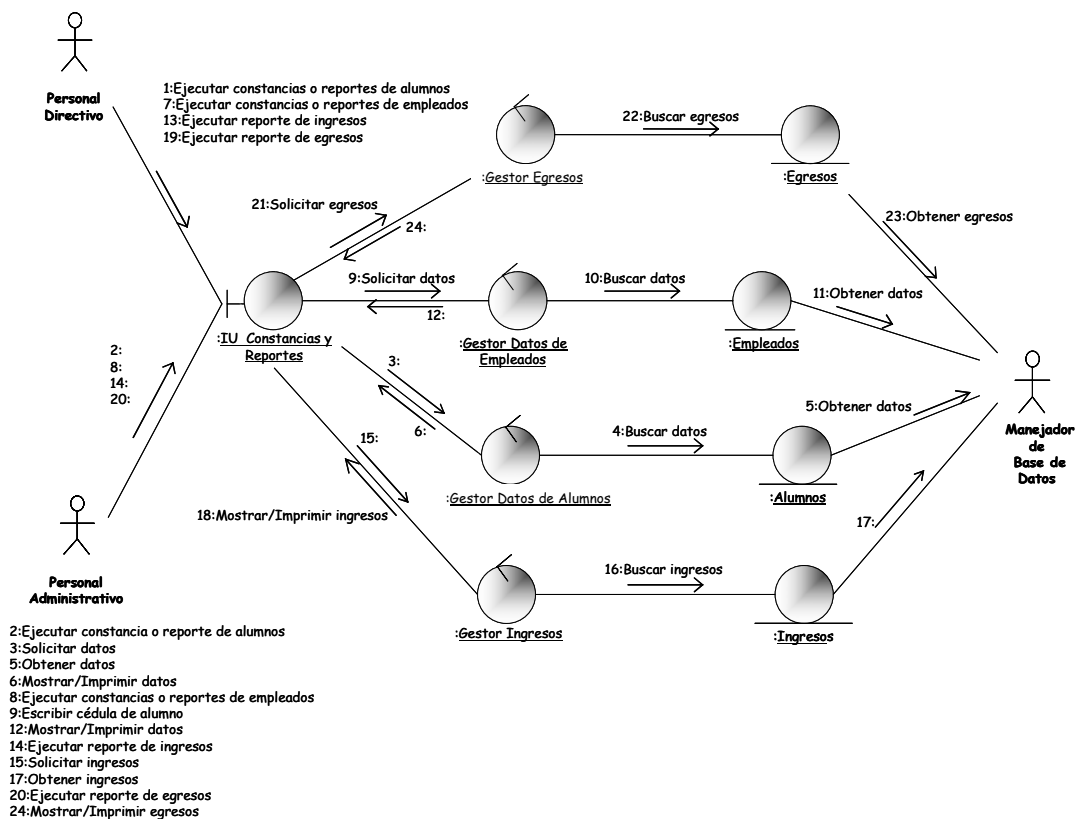 1:Ejecutar constancias o reportes de alumnos
7:Ejecutar constancias o reportes de empleados
13:Ejecutar reporte de ingresos
19:Ejecutar reporte de egresos
Personal
Directivo
22:Buscar egresos
:Gestor Egresos
:Egresos
21:Solicitar egresos
24:
23:Obtener egresos
9:Solicitar datos
12:
10:Buscar datos
11:Obtener datos
:IU Constancias y
Reportes
:Gestor Datos de
Empleados
:Empleados
2:
8:
14:
20:
3:
6:
4:Buscar datos
5:Obtener datos
Manejador
de
Base de
Datos
15:
:Gestor Datos de Alumnos
:Alumnos
18:Mostrar/Imprimir ingresos
17:
16:Buscar ingresos
:Gestor Ingresos
:Ingresos
Personal
Administrativo
2:Ejecutar constancia o reporte de alumnos
3:Solicitar datos
5:Obtener datos
6:Mostrar/Imprimir datos
8:Ejecutar constancias o reportes de empleados
9:Escribir cédula de alumno
12:Mostrar/Imprimir datos
14:Ejecutar reporte de ingresos
15:Solicitar ingresos
17:Obtener ingresos
20:Ejecutar reporte de egresos
24:Mostrar/Imprimir egresos